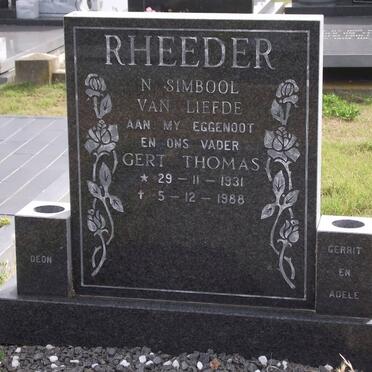 RHEEDER
N SIMBOOL
VAN LIEFDE
AAN MY EGGENOOT
EN ONS VADER
GERT THOMAS
* 29-11-1931
✝ 5-12-1988
DEON
GERRIT
EN
ADELE